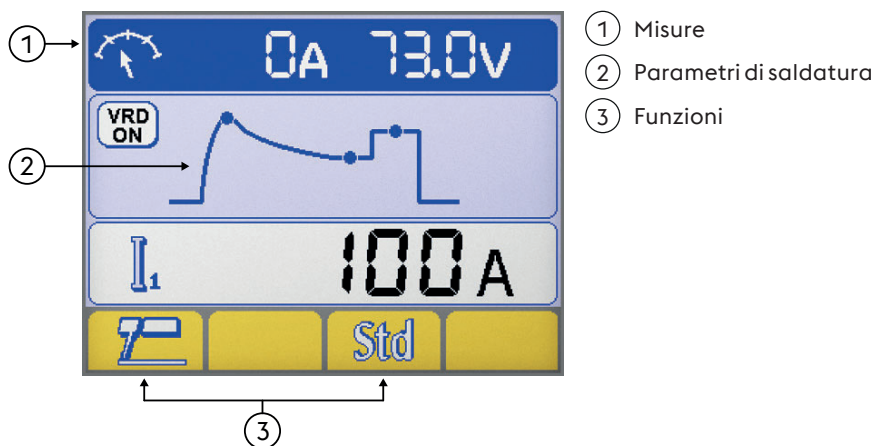 1
0A 73.0V
VRD
ON
2
I1
100A
Std
3
1 Misure
2 Parametri di saldatura
3 Funzioni